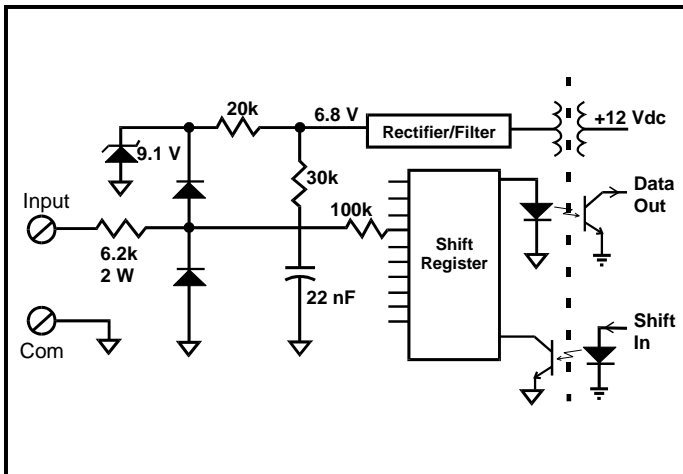 20k
6.8 V
Rectifier/Filter
+12 Vdc
9.1 V
30k
Data
Out
Input
100k
6.2k
2 W
Shift
Register
22 nF
Com
Shift
In